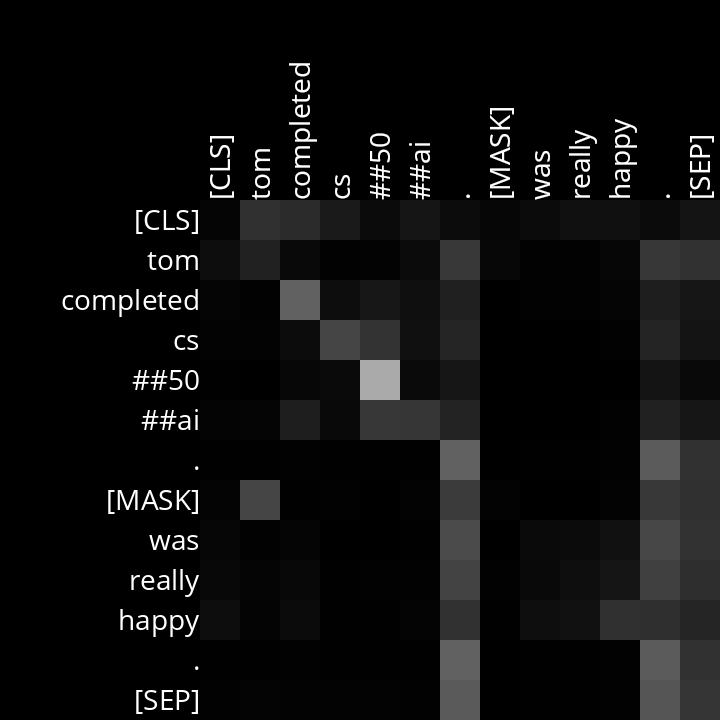 [CLS] tom completed cs ##50 ##ai . [MASK] was really happy . [SEP]
[CLS]
tom
completed
cs
##50
##ai
.
[MASK]
was
really
happy
.
[SEP]